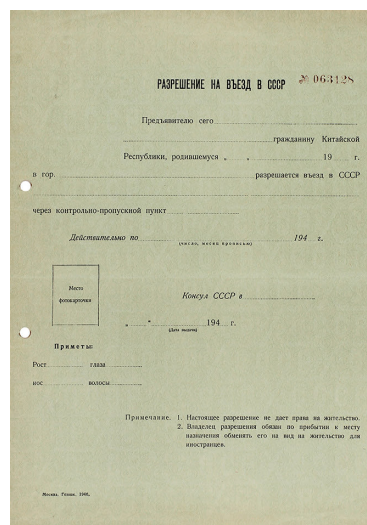 РАЗРЕШЕНИЕ НА ВЪЕЗД В СССР
№ 063128
Предъявителю сего
гражданину Китайской
Республики, родившемуся „ „ 19 г.
в гор. разрешается въезд в СССР
через контрольно-пропускной пункт
Действительно по 194 г.
(число, месяц прописью)
Место
фотокарточки
Консул СССР в
„ “ 194 г.
(Дата выдачи)
Приметы:
Рост глаза
нос волосы
Примечание. 1. Настоящее разрешение не дает права на жительство.
2. Владелец разрешения обязан по прибытии к месту
назначения обменять его на вид на жительство для
иностранцев.
Москва, Гознак,